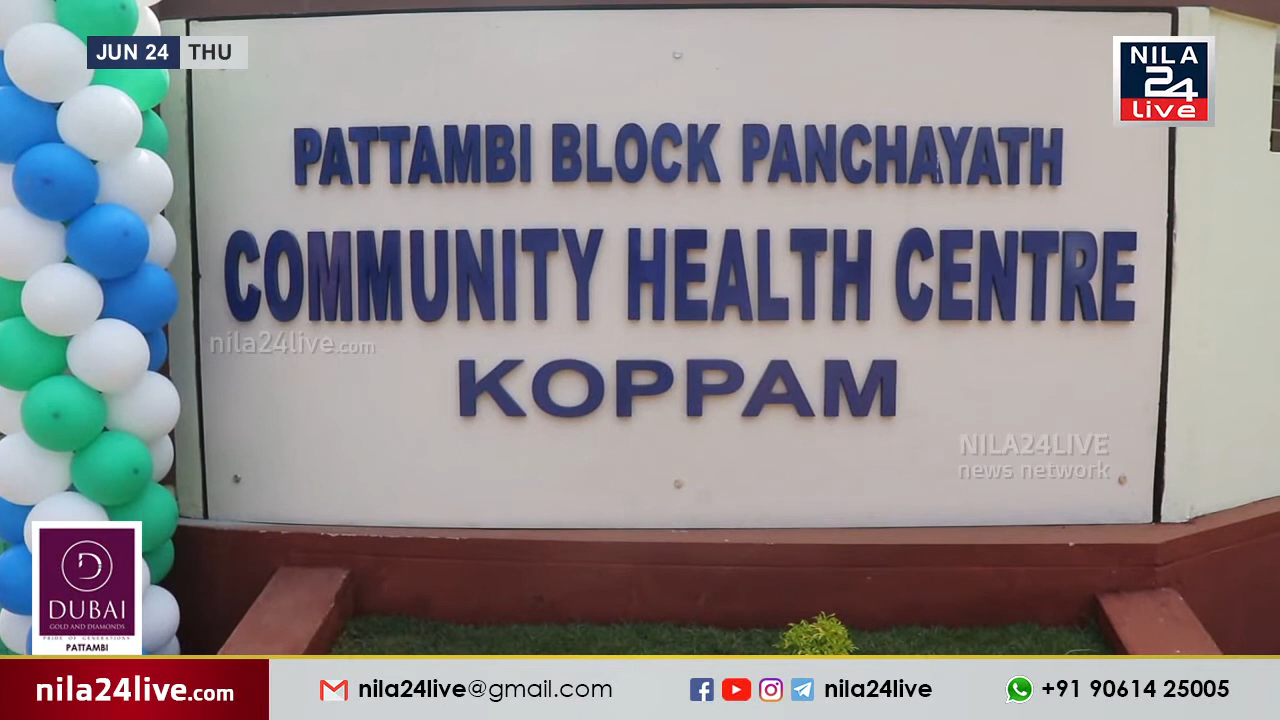 JUN 24 THU
NILA
24
live
PATTAMBI BLOCK PANCHAYATH
COMMUNITY HEALTH CENTRE
nila24live.com
KOPPAM
NILA24LIVE
news network
D
DUBAI
GOLD AND DIAMONDS
PRIDE OF GENERATIONS
PATTAMBI
nila24live.com nila24live@gmail.com nila24live +91 90614 25005